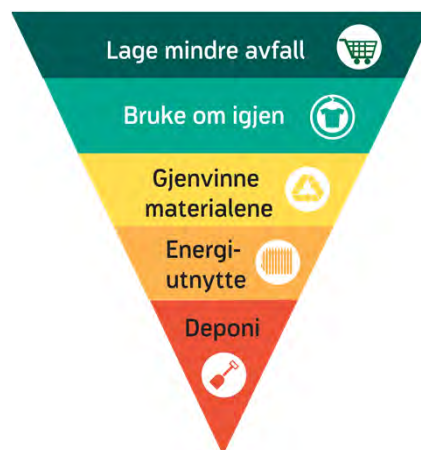 Lage mindre avfall
Bruke om igjen
Gjenvinne
materialene
Energi-
utnytte
Deponi